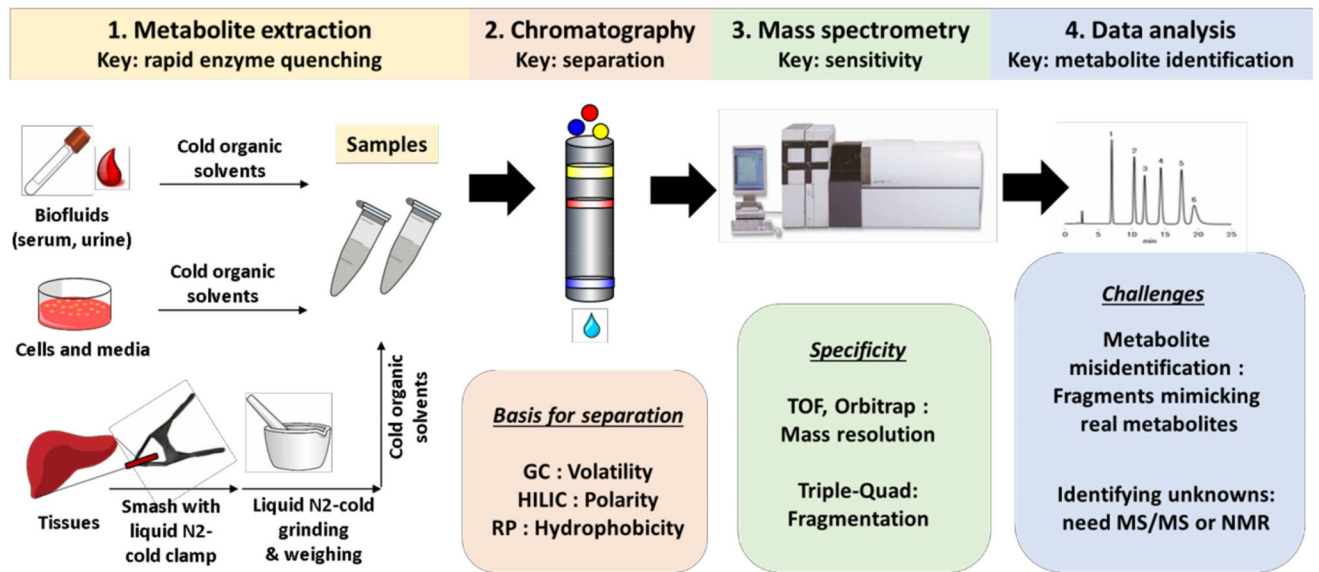 1. Metabolite extraction
Key: rapid enzyme quenching
2. Chromatography
Key: separation
3. Mass spectrometry
Key: sensitivity
4. Data analysis
Key: metabolite identification
Biofluids
(serum, urine)
Cold organic
solvents
Samples
Cells and media
Cold organic
solvents
Tissues
Smash with
liquid N2-
cold clamp
Liquid N2-cold
grinding
& weighing
Cold organic
solvents
Basis for separation
GC : Volatility
HILIC : Polarity
RP : Hydrophobicity
Specificity
TOF, Orbitrap :
Mass resolution
Triple-Quad:
Fragmentation
1
2
3
4
5
6
0 5 10 15 20 25
min
Challenges
Metabolite
misidentification :
Fragments mimicking
real metabolites
Identifying unknowns:
need MS/MS or NMR